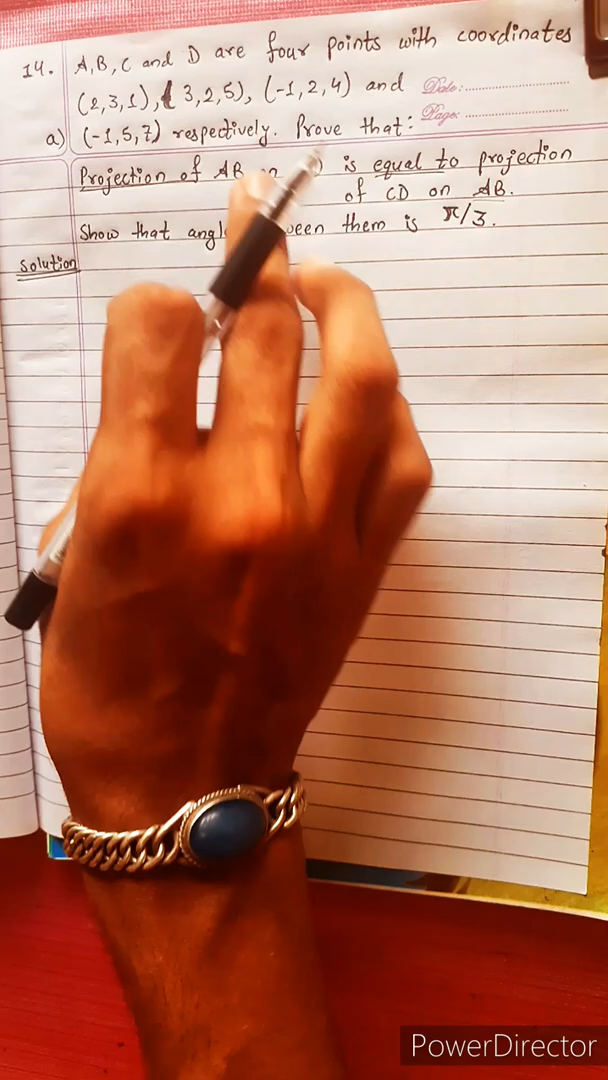 14. A, B, C and D are four points with coordinates
(2,3,1), (3,2,5), (-1,2,4) and Date:
a) (-1,5,7) respectively. Prove that: Page:
Projection of AB is equal to projection
of CD on AB.
Show that them is π/3.
Solution
PowerDirector